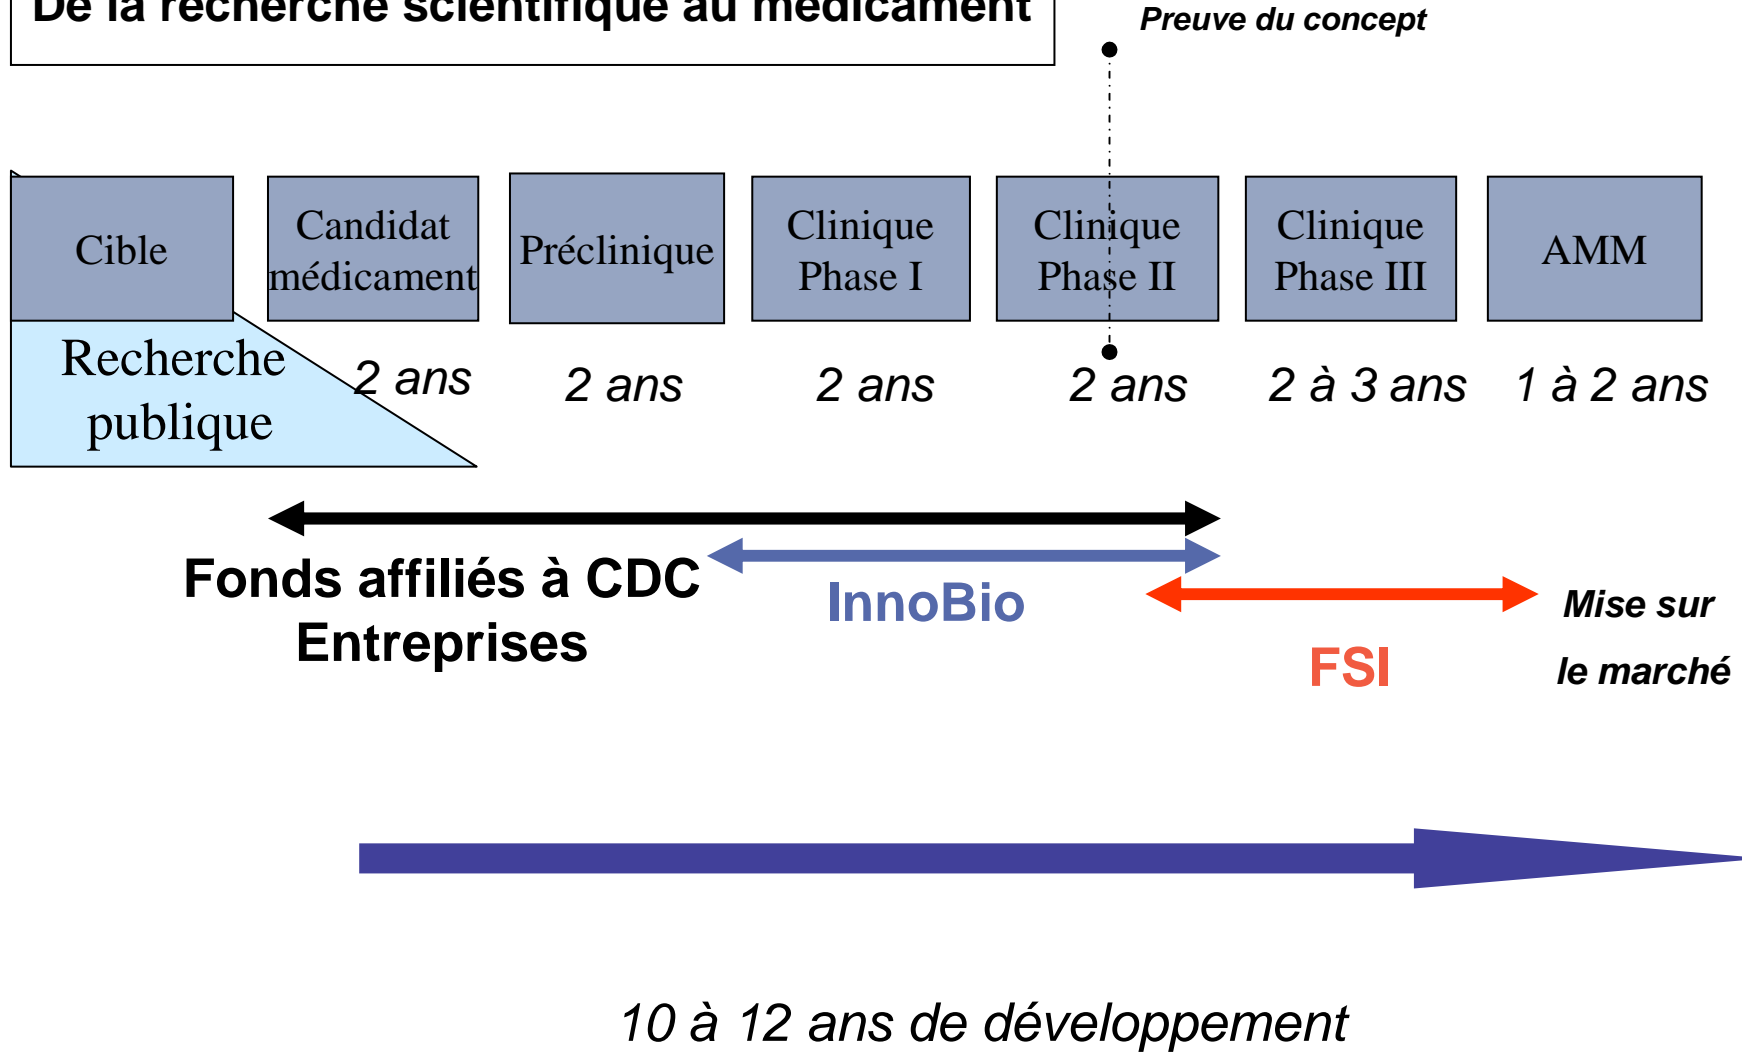 De la recherche scientifique au médicament
Preuve du concept
Cible
Candidat
médicament
Préclinique
Clinique
Phase I
Clinique
Phase II
Clinique
Phase III
AMM
Recherche
publique
2 ans
2 ans
2 ans
2 ans
2 à 3 ans
1 à 2 ans
Fonds affiliés à CDC
Entreprises
InnoBio
FSI
Mise sur
le marché
10 à 12 ans de développement